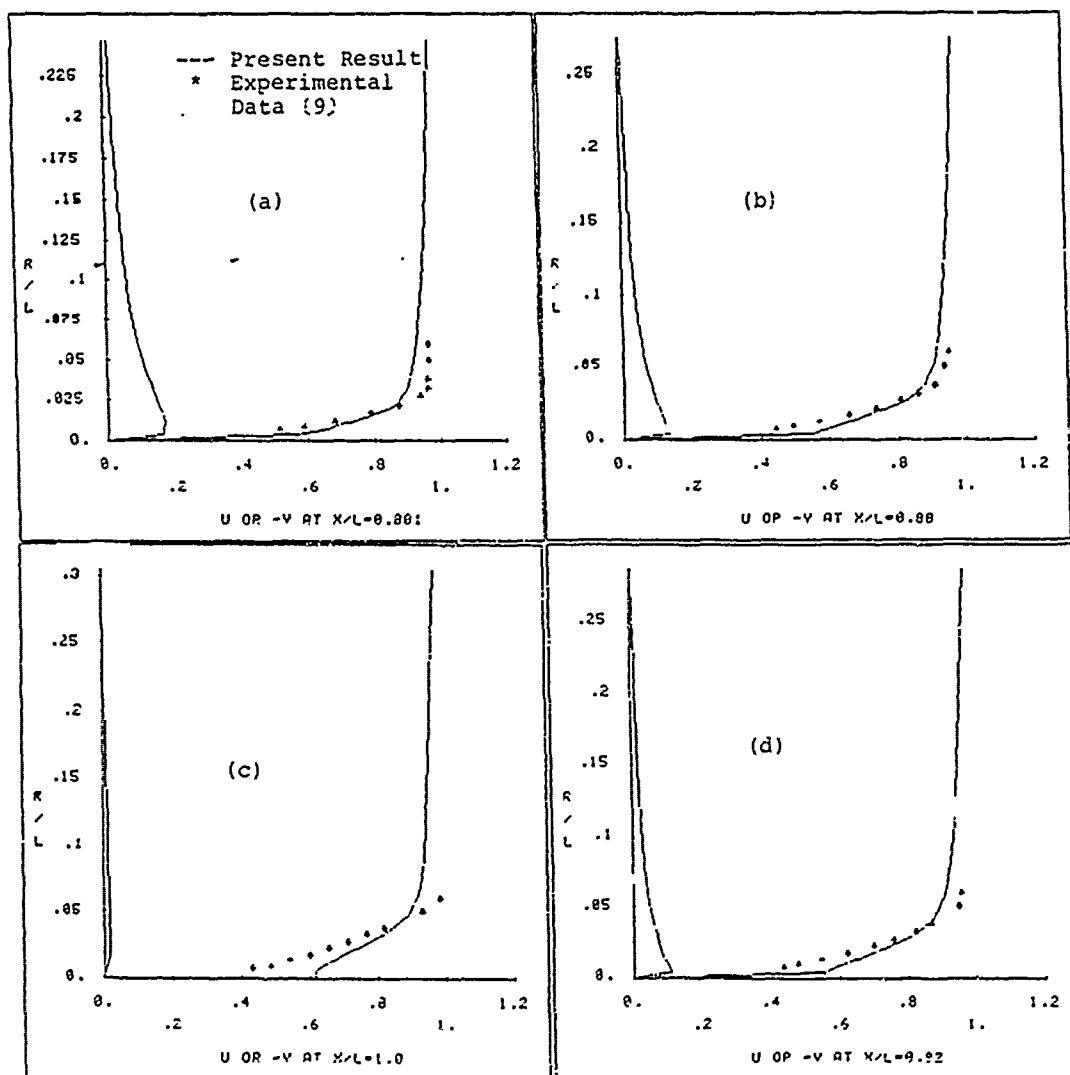 --- Present Result
* Experimental
Data (9)
(a)
.225
.2
.175
.15
.125
.1
.075
.05
.025
0.
R
/
L
0. .2 .4 .6 .8 1. 1.2
U OR -V AT X/L=0.801
(b)
.25
.2
.15
.1
.05
0.
R
/
L
0. .2 .4 .6 .8 1. 1.2
U OR -V AT X/L=0.88
(c)
.3
.25
.2
.15
.1
.05
0.
R
/
L
0. .2 .4 .6 .8 1. 1.2
U OR -V AT X/L=1.0
(d)
.25
.2
.15
.1
.05
0.
R
/
L
0. .2 .4 .6 .8 1. 1.2
U OR -V AT X/L=0.92